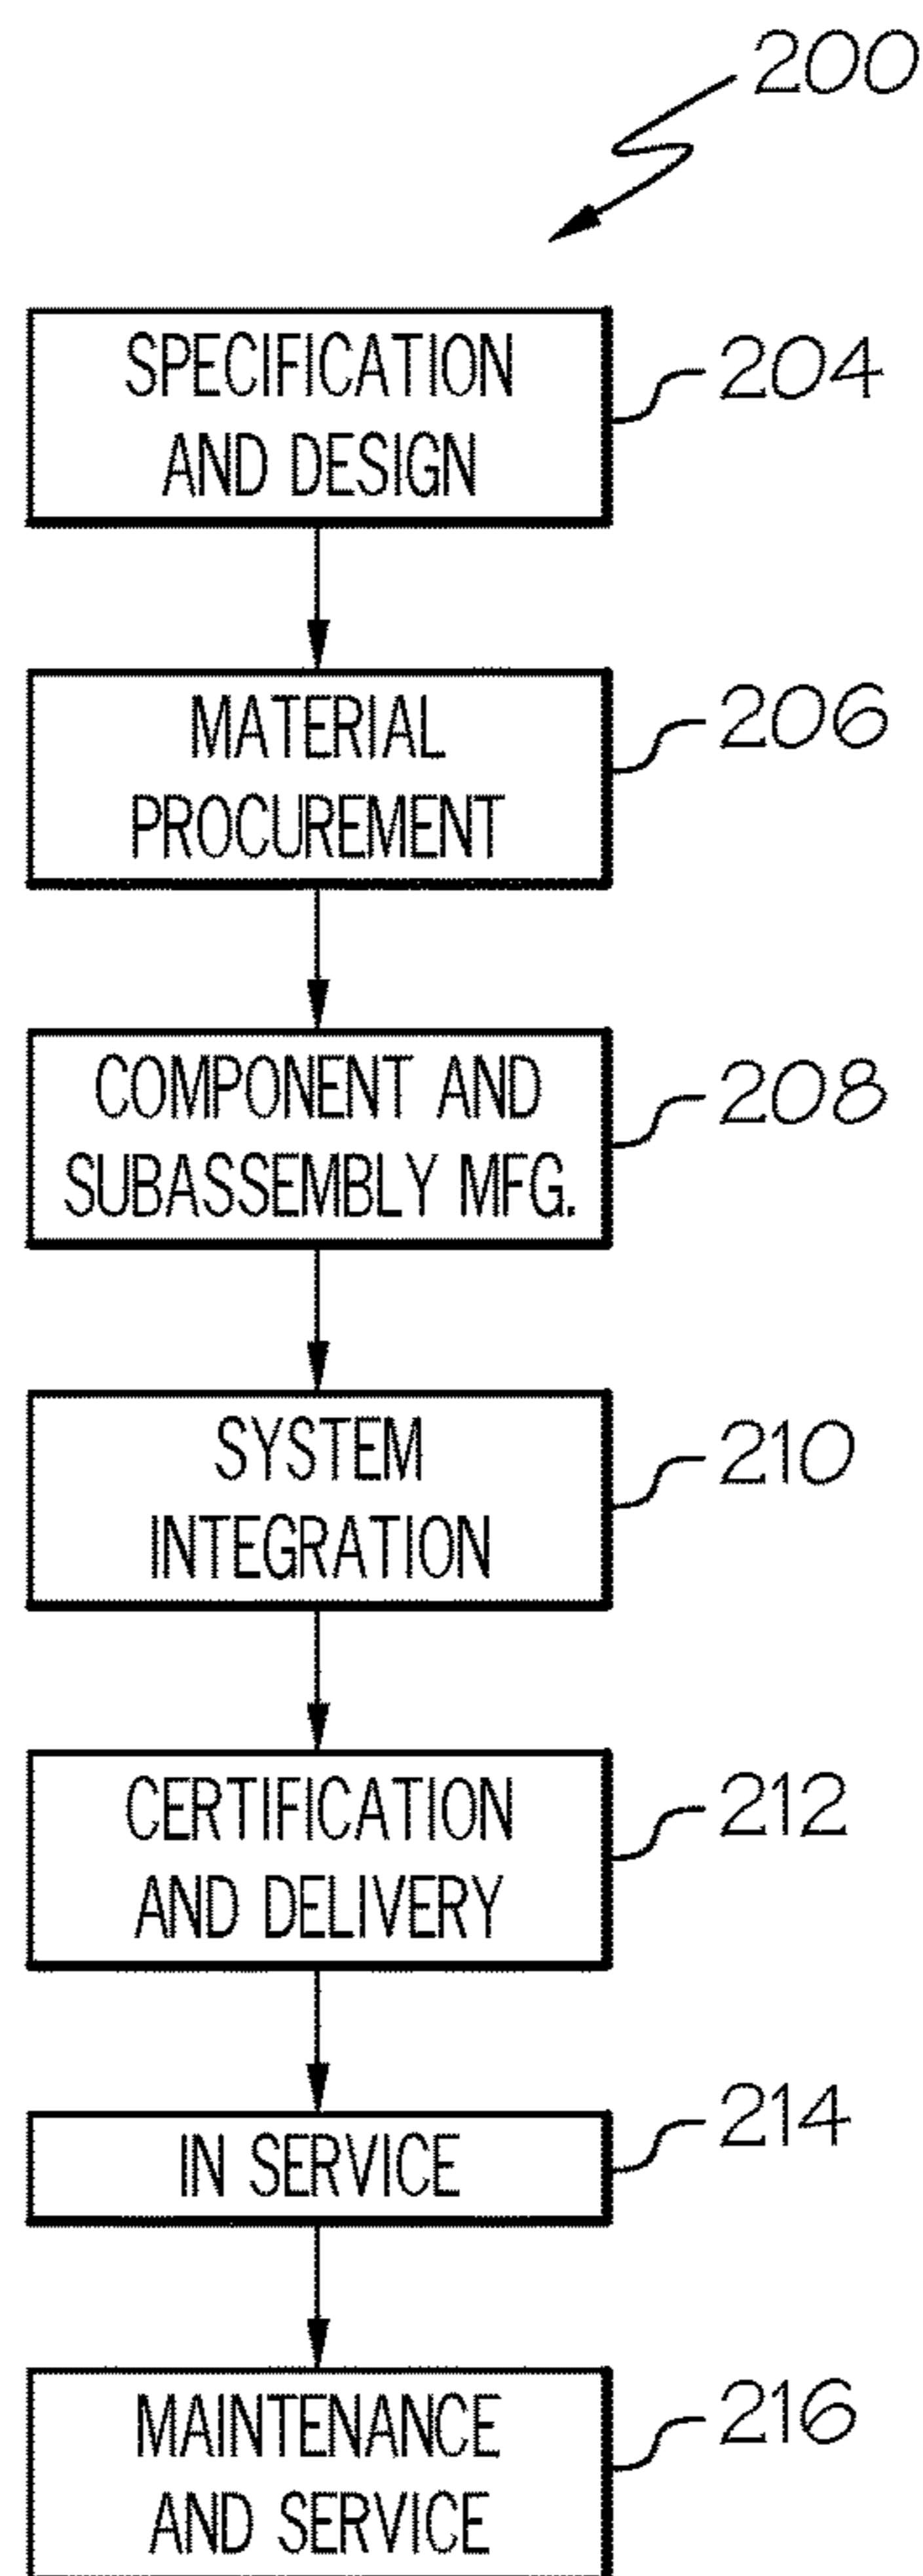 200
SPECIFICATION
AND DESIGN
204
MATERIAL
PROCUREMENT
206
COMPONENT AND
SUBASSEMBLY MFG.
208
SYSTEM
INTEGRATION
210
CERTIFICATION
AND DELIVERY
212
IN SERVICE
214
MAINTENANCE
AND SERVICE
216